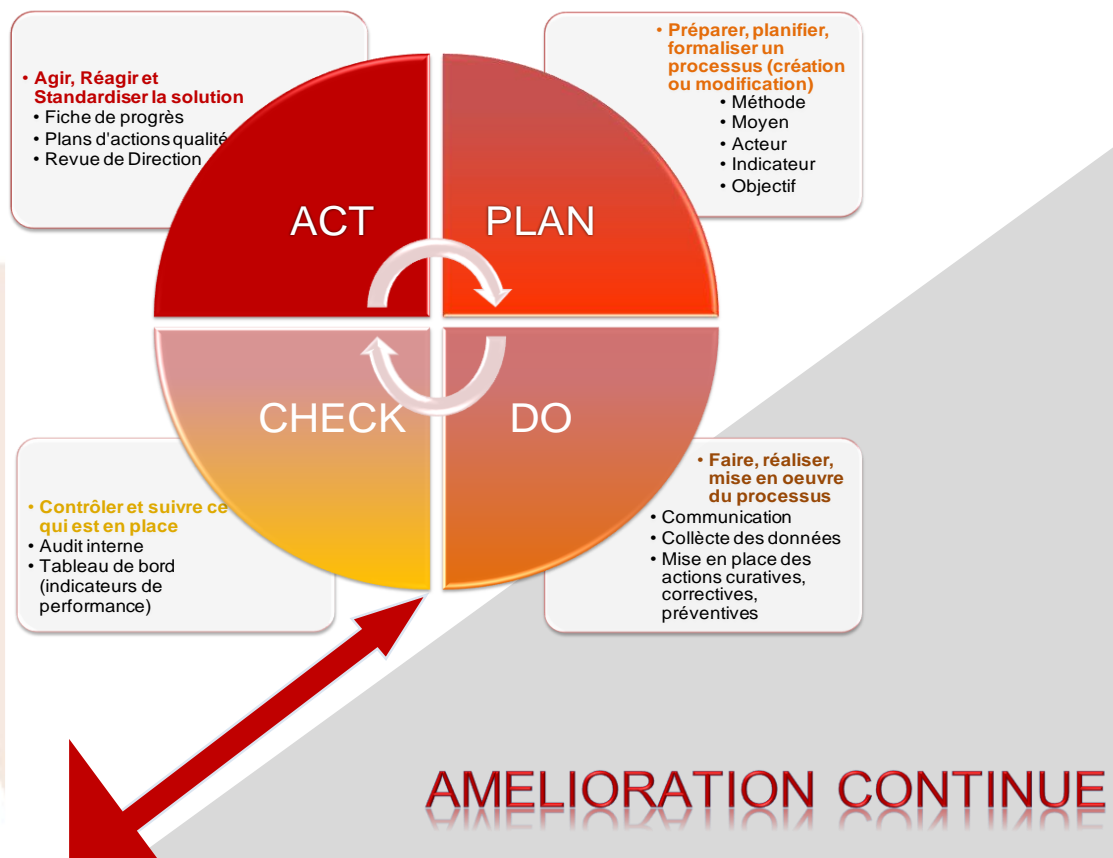 • Agir, Réagir et
Standardiser la solution
• Fiche de progrès
• Plans d'actions qualité
• Revue de Direction
• Préparer, planifier,
formaliser un
processus (création
ou modification)
• Méthode
• Moyen
• Acteur
• Indicateur
• Objectif
ACT
PLAN
CHECK
DO
• Contrôler et suivre ce
qui est en place
• Audit interne
• Tableau de bord
(indicateurs de
performance)
• Faire, réaliser,
mise en oeuvre
du processus
• Communication
• Collècte des données
• Mise en place des
actions curatives,
correctives,
préventives
AMELIORATION CONTINUE